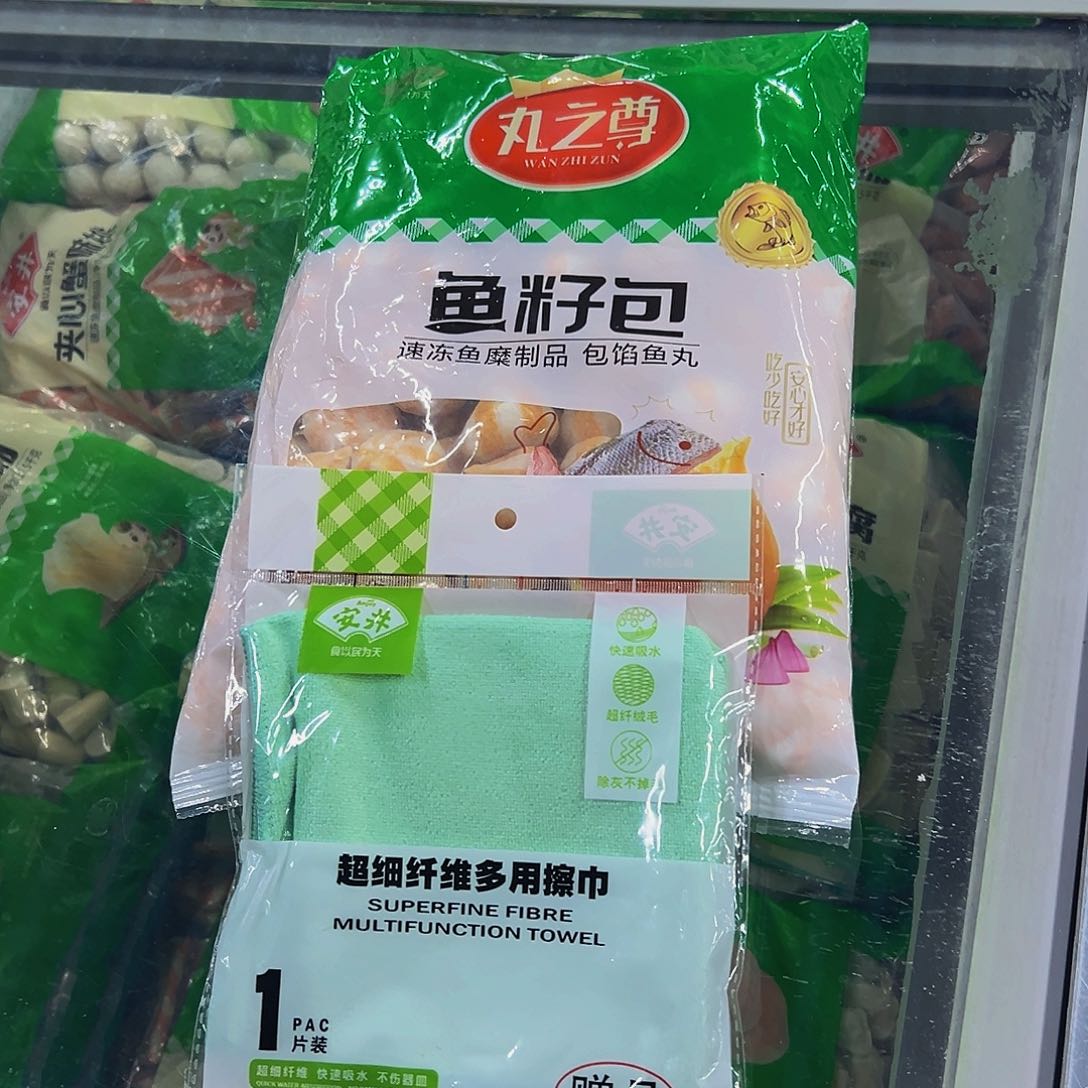 丸之尊
WAN ZHI ZUN
鱼籽包
速冻鱼糜制品 包馅鱼丸
吃少吃好
安心才好
安井
夹心蟹
安井
安井
食以民为天
快速吸水
超纤绒毛
除灰不掉
超细纤维多用擦巾
SUPERFINE FIBRE
MULTIFUNCTION TOWEL
1
PAC
片装
超细纤维 快速吸水 不伤器皿